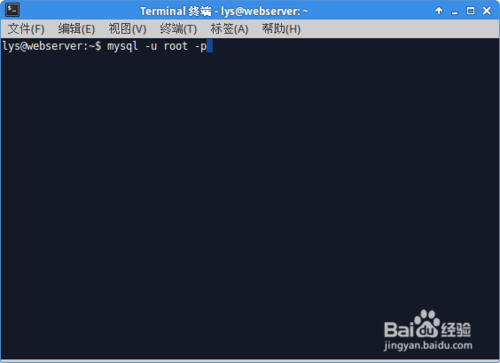 Terminal 终端 - lys@webserver: ~
文件(F) 编辑(E) 视图(V) 终端(T) 标签(A) 帮助(H)
lys@webserver:~$ mysql -u root -p
Bai du 经验
jingyan.baidu.com